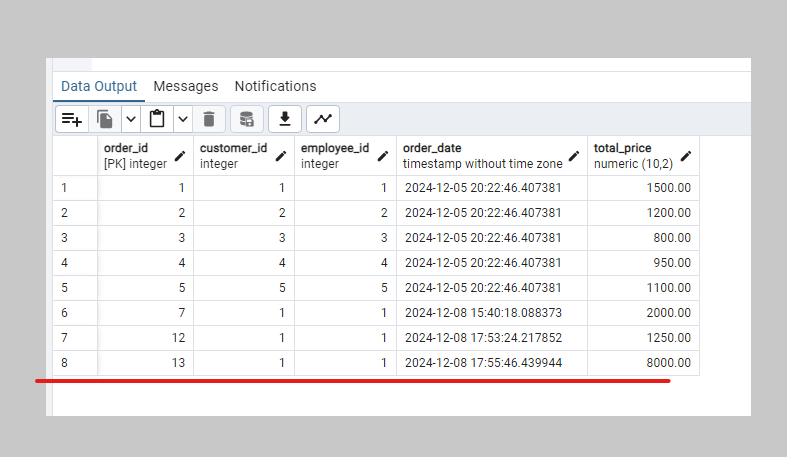 Data Output Messages Notifications
order_id customer_id employee_id order_date total_price
[PK] integer integer integer timestamp without time zone numeric (10,2)
1 1 1 1 2024-12-05 20:22:46.407381 1500.00
2 2 2 2 2024-12-05 20:22:46.407381 1200.00
3 3 3 3 2024-12-05 20:22:46.407381 800.00
4 4 4 4 2024-12-05 20:22:46.407381 950.00
5 5 5 5 2024-12-05 20:22:46.407381 1100.00
6 7 1 1 2024-12-08 15:40:18.088373 2000.00
7 12 1 1 2024-12-08 17:53:24.217852 1250.00
8 13 1 1 2024-12-08 17:55:46.439944 8000.00